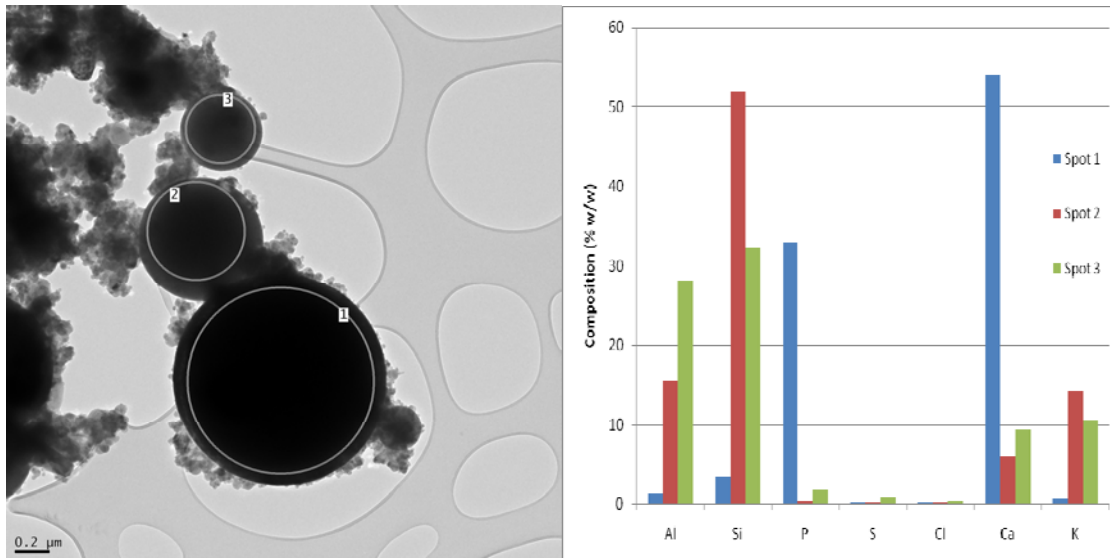 3
2
1
0.2 μm
Composition (% w/w)
60
50
40
30
20
10
0
Al Si P S Cl Ca K
Spot 1
Spot 2
Spot 3